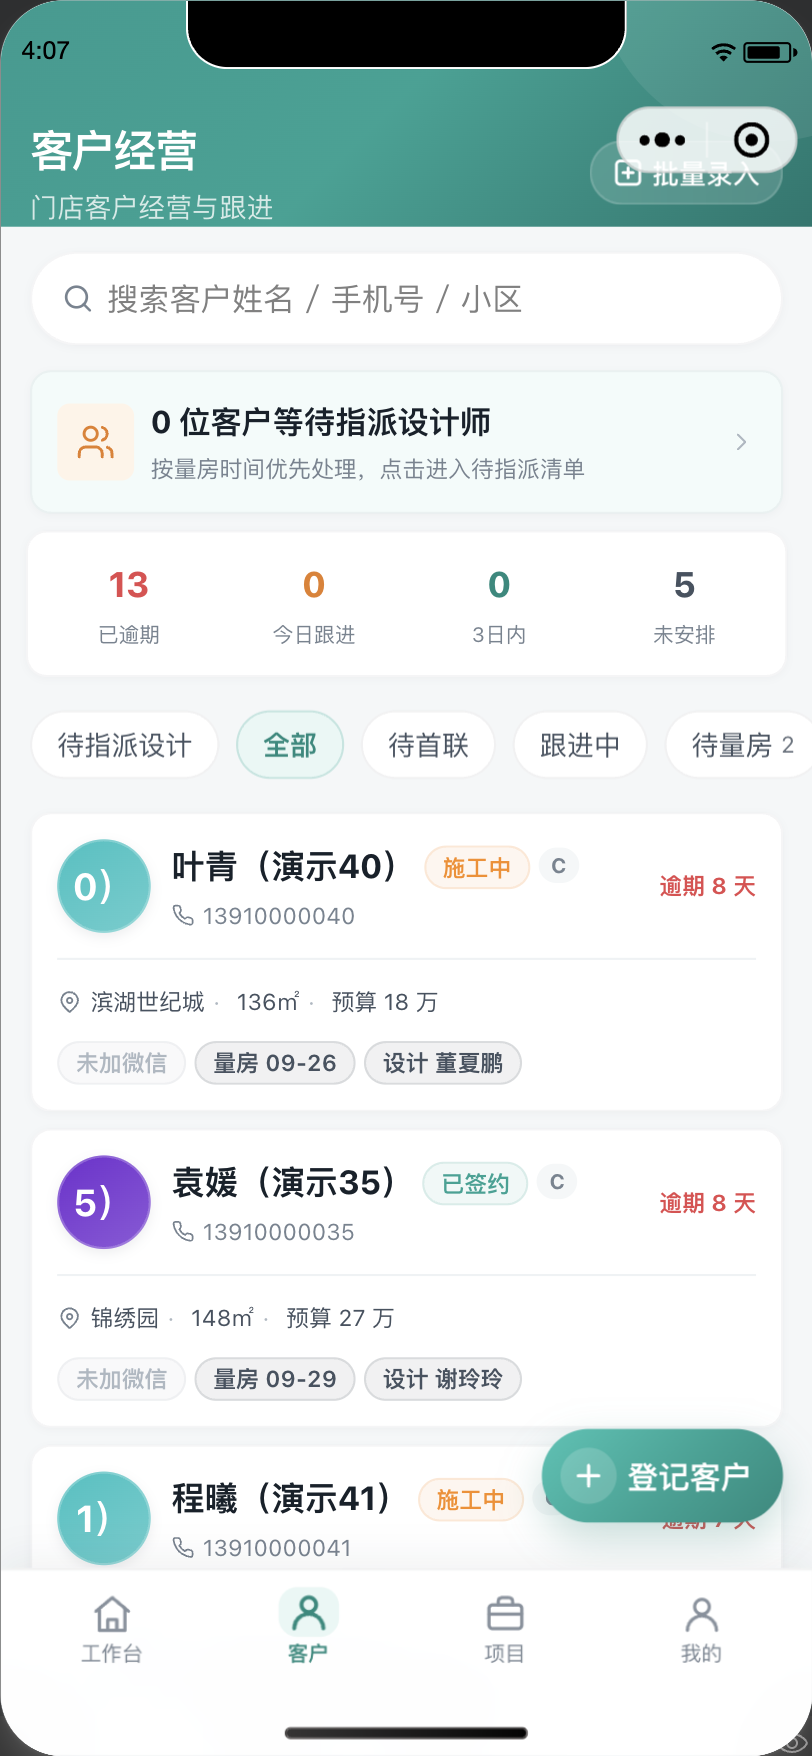 4:07
客户经营
批量录入
门店客户经营与跟进
搜索客户姓名 / 手机号 / 小区
0 位客户等待指派设计师
按量房时间优先处理，点击进入待指派清单
13 0 0 5
已逾期 今日跟进 3日内 未安排
待指派设计 全部 待首联 跟进中 待量房 2
0) 叶青（演示40） 施工中 C 逾期 8 天
13910000040
滨湖世纪城 · 136㎡ · 预算 18 万
未加微信 量房 09-26 设计 董夏鹏
5) 袁媛（演示35） 已签约 C 逾期 8 天
13910000035
锦绣园 · 148㎡ · 预算 27 万
未加微信 量房 09-29 设计 谢玲玲
1) 程曦（演示41） 施工中
登记客户
13910000041
工作台 客户 项目 我的